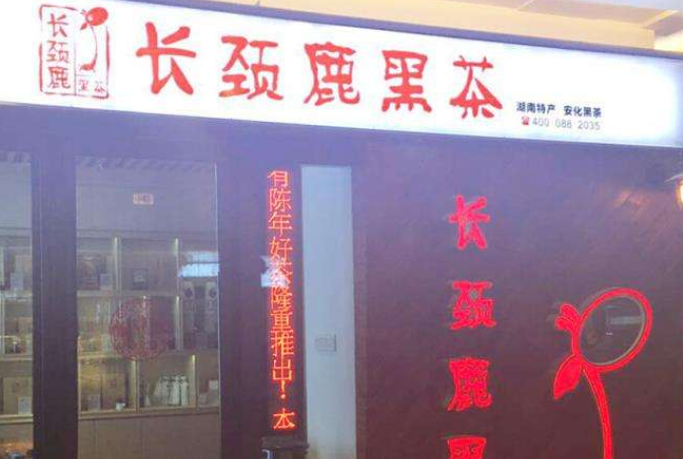 长颈鹿
黑茶
长颈鹿黑茶
湖南特产 安化黑茶
400 088 2035
有陈年好茶隆重推出！本
长颈鹿黑